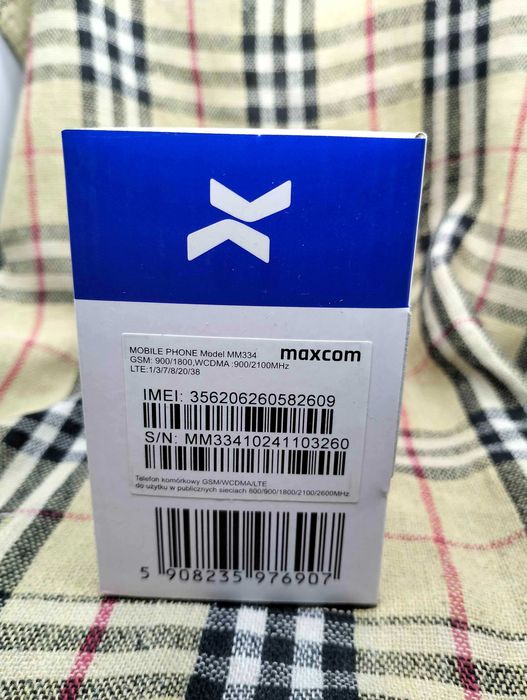 MOBILE PHONE Model MM334 maxcom
GSM: 900/1800,WCDMA :900/2100MHz
LTE:1/3/7/8/20/38
IMEI: 356206260582609
S/N: MM33410241103260
Telefon komórkowy GSM/WCDMA/LTE
do użytku w publicznych sieciach 800/900/1800/2100/2600MHz
5 908235 976907